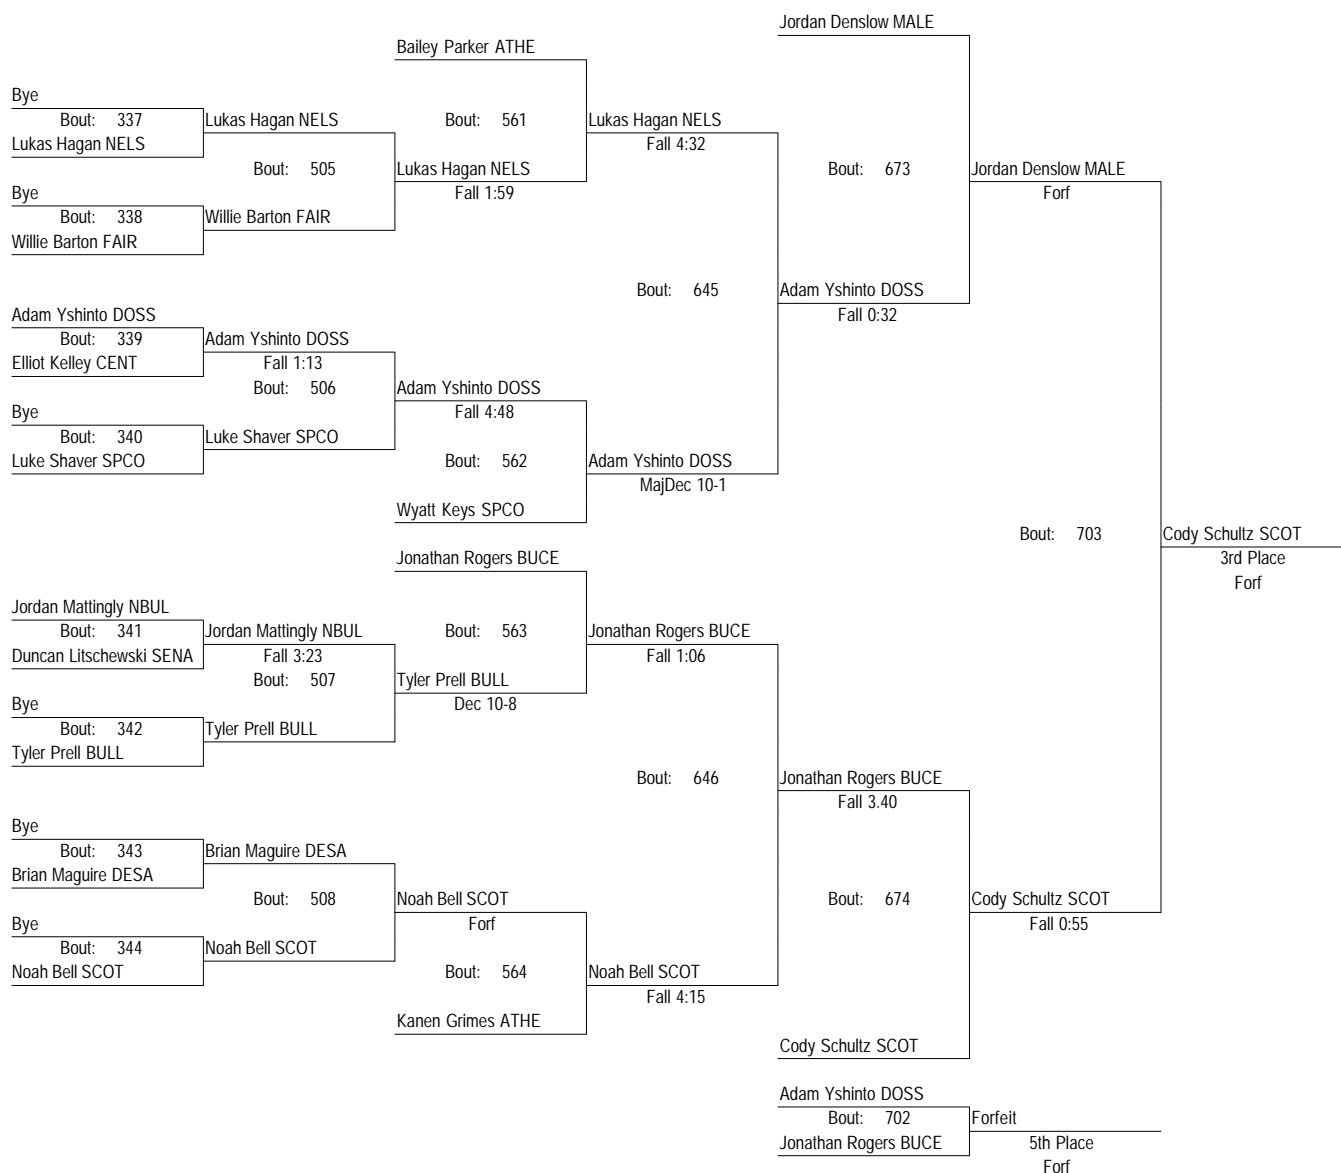 Jordan Denslow MALE
Bailey Parker ATHE
Bye
Bout: 337
Lukas Hagan NELS
Lukas Hagan NELS
Bout: 561
Lukas Hagan NELS
Fall 4:32
Bout: 505
Lukas Hagan NELS
Fall 1:59
Bout: 673
Jordan Denslow MALE
Forf
Bye
Bout: 338
Willie Barton FAIR
Willie Barton FAIR
Bout: 645
Adam Yshinto DOSS
Fall 0:32
Adam Yshinto DOSS
Bout: 339
Elliot Kelley CENT
Adam Yshinto DOSS
Fall 1:13
Bout: 506
Adam Yshinto DOSS
Fall 4:48
Bye
Bout: 340
Luke Shaver SPCO
Luke Shaver SPCO
Bout: 562
Adam Yshinto DOSS
MajDec 10-1
Wyatt Keys SPCO
Bout: 703
Cody Schultz SCOT
3rd Place
Forf
Jonathan Rogers BUCE
Jordan Mattingly NBUL
Bout: 341
Duncan Litschewski SENA
Jordan Mattingly NBUL
Fall 3:23
Bout: 563
Jonathan Rogers BUCE
Fall 1:06
Bout: 507
Tyler Prell BULL
Dec 10-8
Bye
Bout: 342
Tyler Prell BULL
Tyler Prell BULL
Bout: 646
Jonathan Rogers BUCE
Fall 3.40
Bye
Bout: 343
Brian Maguire DESA
Brian Maguire DESA
Bout: 508
Noah Bell SCOT
Forf
Bout: 674
Cody Schultz SCOT
Fall 0:55
Bye
Bout: 344
Noah Bell SCOT
Noah Bell SCOT
Bout: 564
Noah Bell SCOT
Fall 4:15
Kanen Grimes ATHE
Cody Schultz SCOT
Adam Yshinto DOSS
Bout: 702
Jonathan Rogers BUCE
Forfeit
5th Place
Forf